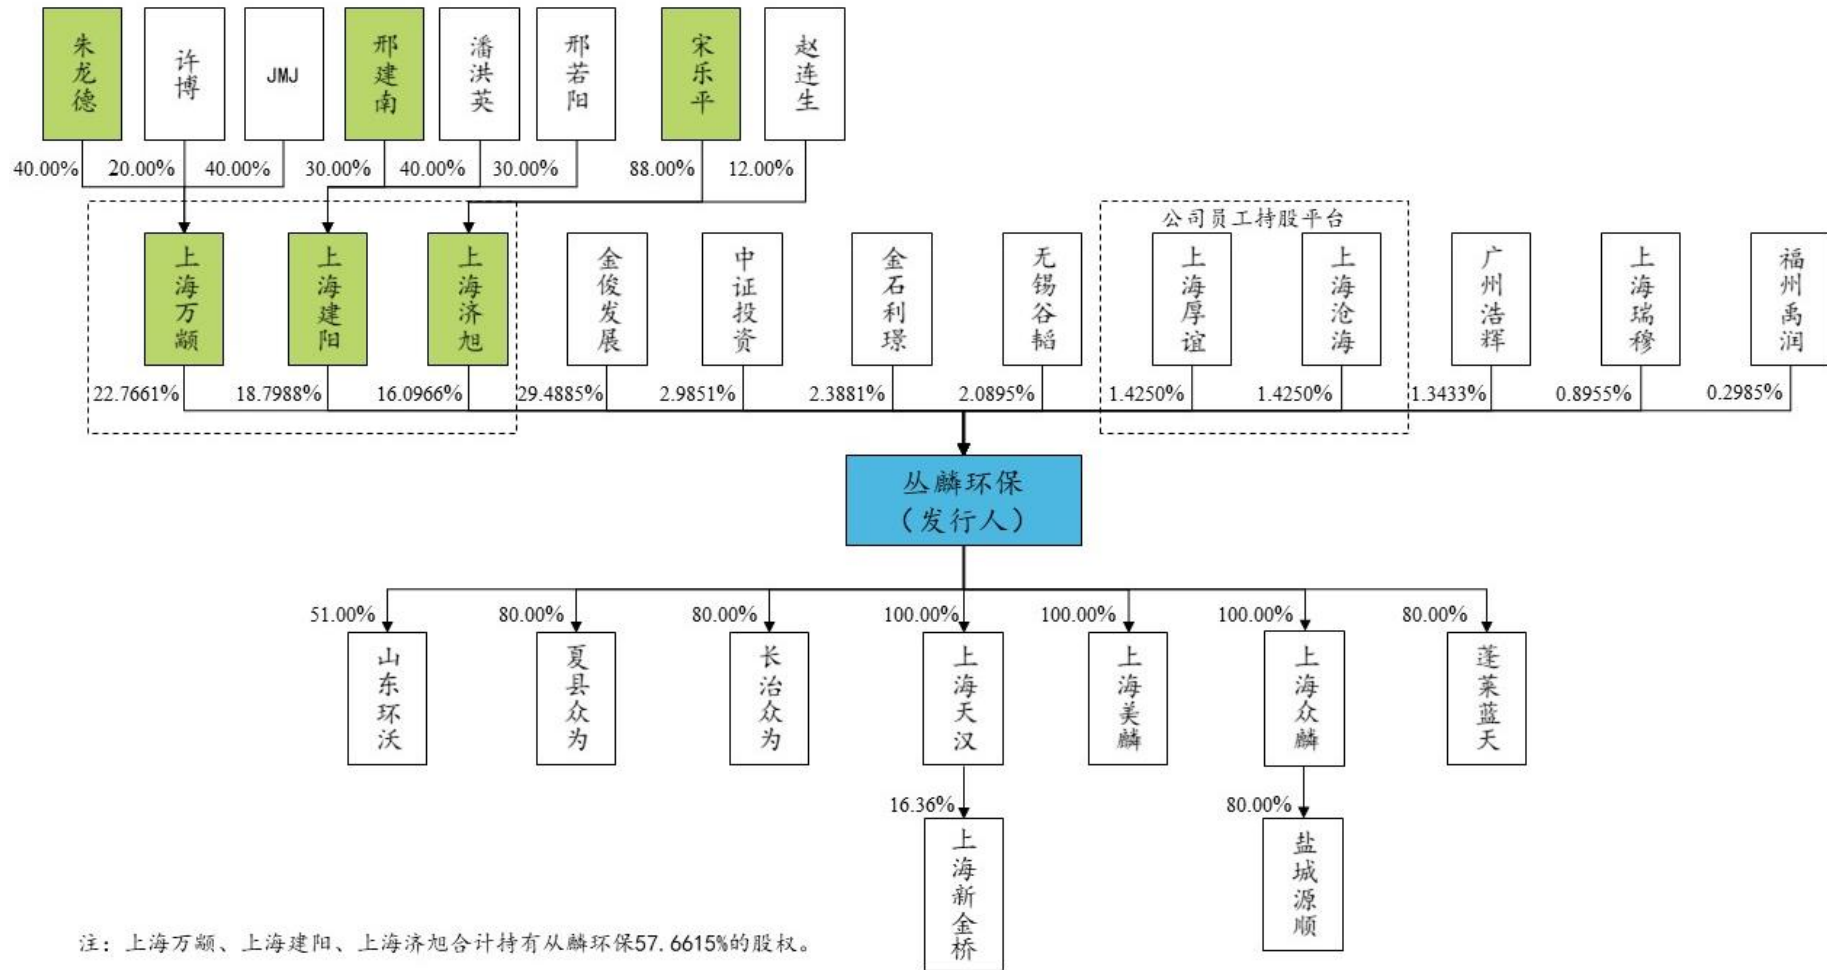 朱龙德
许博
JMJ
邢建南
潘洪英
邢若阳
宋乐平
赵连生
40.00%
20.00%
40.00%
30.00%
40.00%
30.00%
88.00%
12.00%
公司员工持股平台
上海万颛
上海建阳
上海济旭
金俊发展
中证投资
金石利璟
无锡谷韬
上海厚谊
上海沧海
广州浩辉
上海瑞穆
福州禹润
22.7661%
18.7988%
16.0966%
29.4885%
2.9851%
2.3881%
2.0895%
1.4250%
1.4250%
1.3433%
0.8955%
0.2985%
丛麟环保
（发行人）
51.00%
80.00%
80.00%
100.00%
100.00%
100.00%
80.00%
山东环沃
夏县众为
长治众为
上海天汉
上海美麟
上海众麟
蓬莱蓝天
16.36%
80.00%
上海新金桥
盐城源顺
注：上海万颛、上海建阳、上海济旭合计持有从麟环保57.6615%的股权。